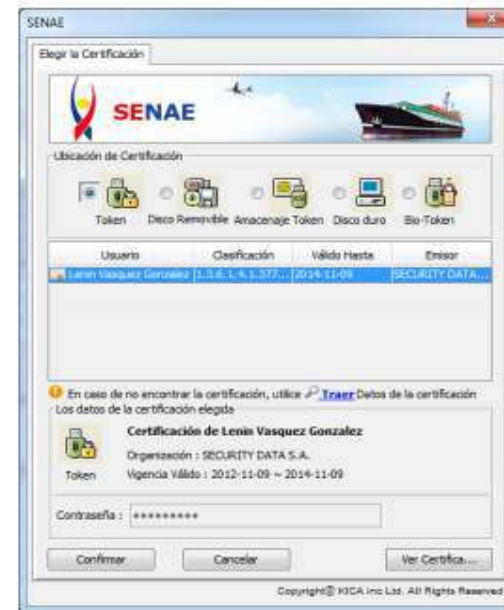 SENAE
Elegir la Certificación
SENAE
Ubicación de Certificación
Token Disco Removible Amacenaje Token Disco duro Bio-Token
Usuario Clasificación Válido Hasta Emisor
Lenin Vasquez Gonzalez 1.3.6.1.4.1.377... 2014-11-09 SECURITY DATA...
En caso de no encontrar la certificación, utilice Traer Datos de la certificación
Los datos de la certificación elegida
Certificación de Lenin Vasquez Gonzalez
Organización : SECURITY DATA S.A.
Token Vigencia Válido : 2012-11-09 ~ 2014-11-09
Contraseña : *********
Confirmar Cancelar Ver Certifica...
Copyright© KICA inc Ltd. All Rights Reserved